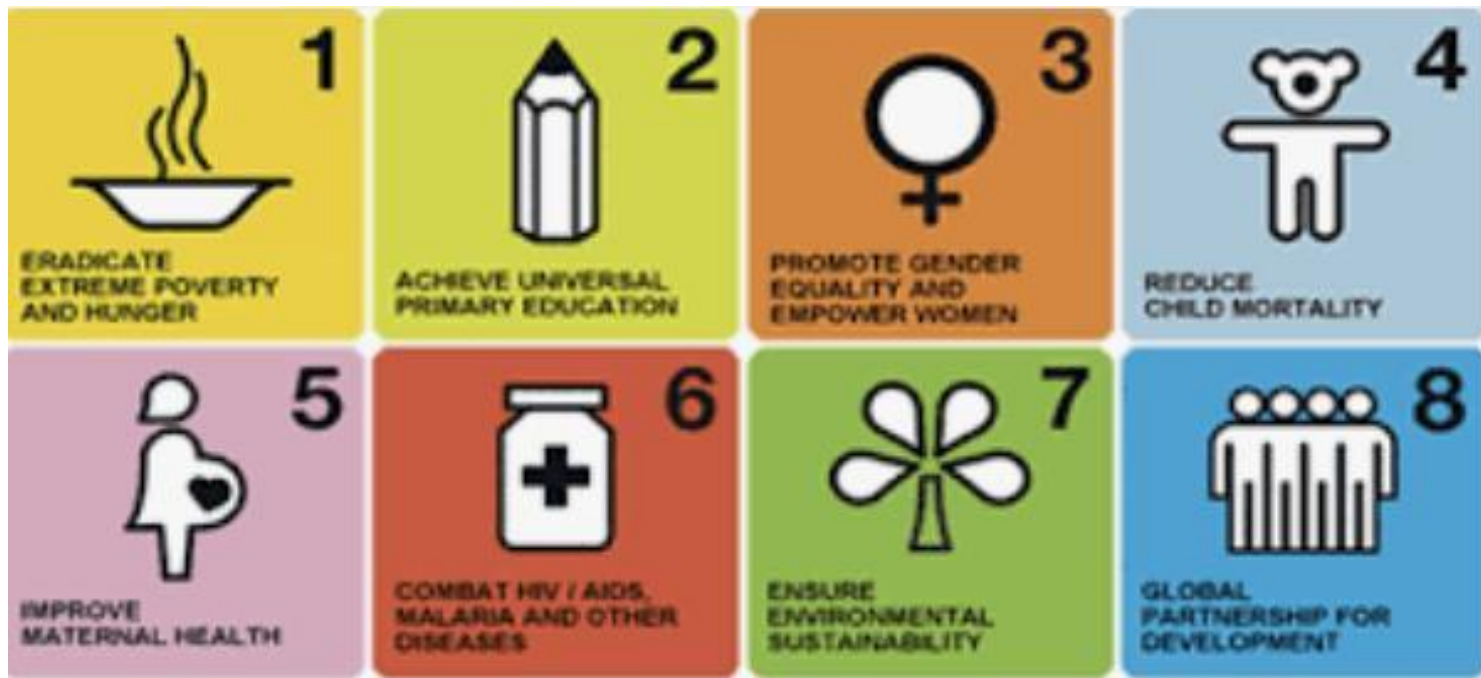 1
ERADICATE
EXTREME POVERTY
AND HUNGER
2
ACHIEVE UNIVERSAL
PRIMARY EDUCATION
3
PROMOTE GENDER
EQUALITY AND
EMPOWER WOMEN
4
REDUCE
CHILD MORTALITY
5
IMPROVE
MATERNAL HEALTH
6
COMBAT HIV / AIDS,
MALARIA AND OTHER
DISEASES
7
ENSURE
ENVIRONMENTAL
SUSTAINABILITY
8
GLOBAL
PARTNERSHIP FOR
DEVELOPMENT